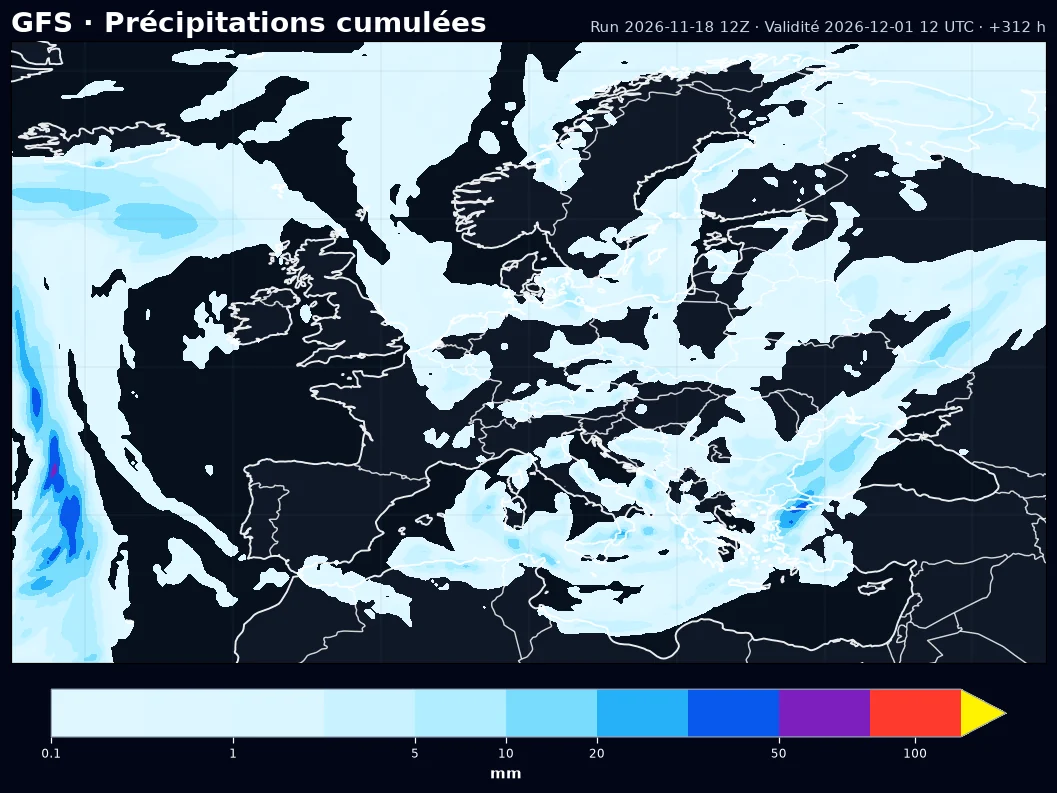 GFS · Précipitations cumulées
Run 2026-11-18 12Z · Validité 2026-12-01 12 UTC · +312 h
0.1 1 5 10 20 50 100
mm